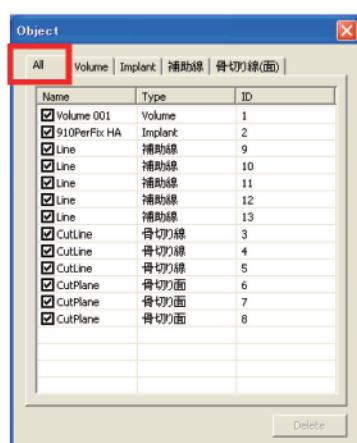 Object
All Volume Implant 補助線 骨切り線(面)
Name Type ID
Volume 001 Volume 1
910PerFix HA Implant 2
Line 補助線 9
Line 補助線 10
Line 補助線 11
Line 補助線 12
Line 補助線 13
CutLine 骨切り線 3
CutLine 骨切り線 4
CutLine 骨切り線 5
CutPlane 骨切り面 6
CutPlane 骨切り面 7
CutPlane 骨切り面 8
Delete